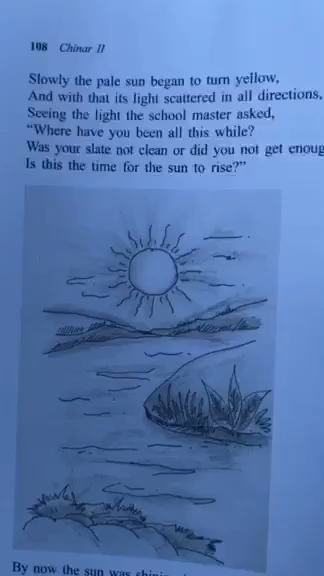 108 Chinar II
Slowly the pale sun began to turn yellow,
And with that its light scattered in all directions,
Seeing the light the school master asked,
“Where have you been all this while?
Was your slate not clean or did you not get
Is this the time for the sun to rise?”
By now the sun was